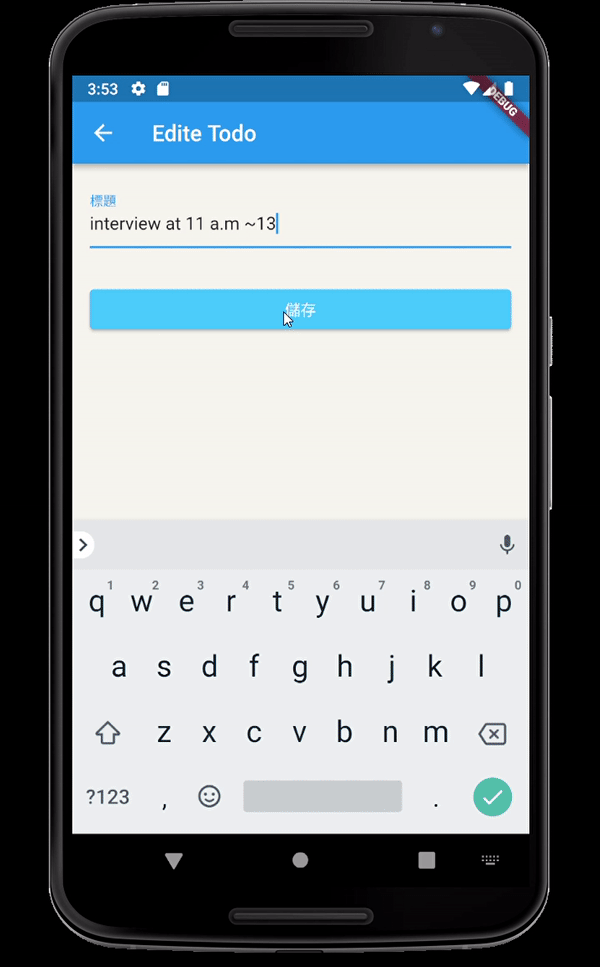 3:53
DEBUG
Edite Todo
標題
interview at 11 a.m ~13
儲存
1 2 3 4 5 6 7 8 9 0
q w e r t y u i o p
a s d f g h j k l
z x c v b n m
?123 , .